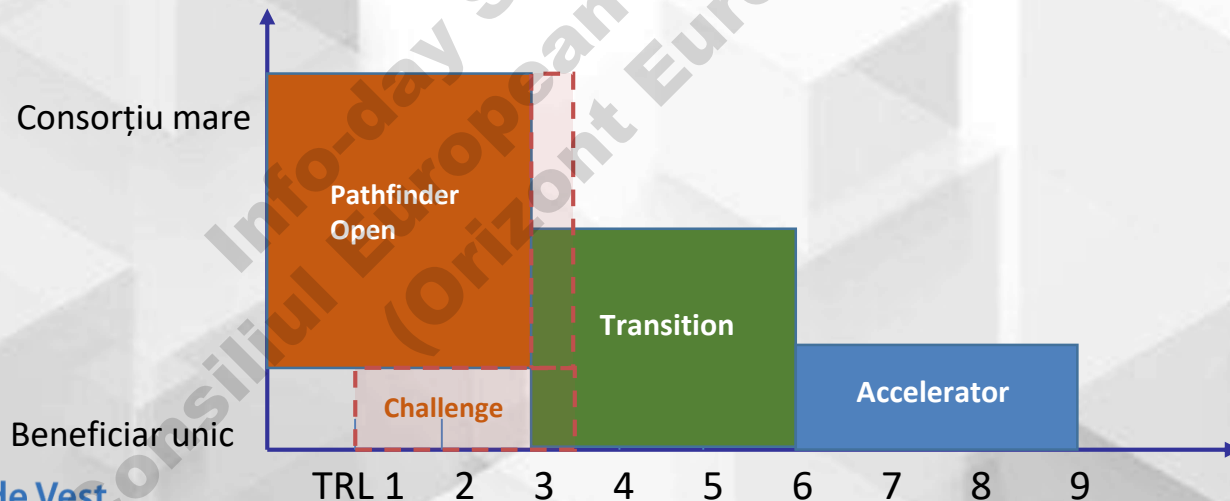 Consorțiu mare
Pathfinder
Open
Transition
Accelerator
Challenge
Beneficiar unic
TRL 1 2 3 4 5 6 7 8 9
de Vest
Info-day
Consiliul European
(Orizont Euro